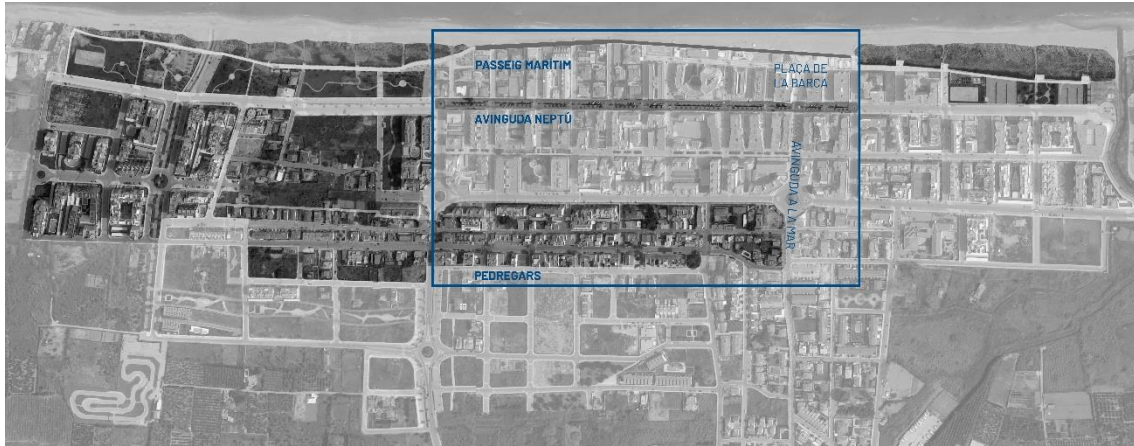 PASSEIG MARÍTIM
PLAÇA DE
LA BARCA
AVINGUDA NEPTÚ
AVINGUDA A LA MAR
PEDREGARS